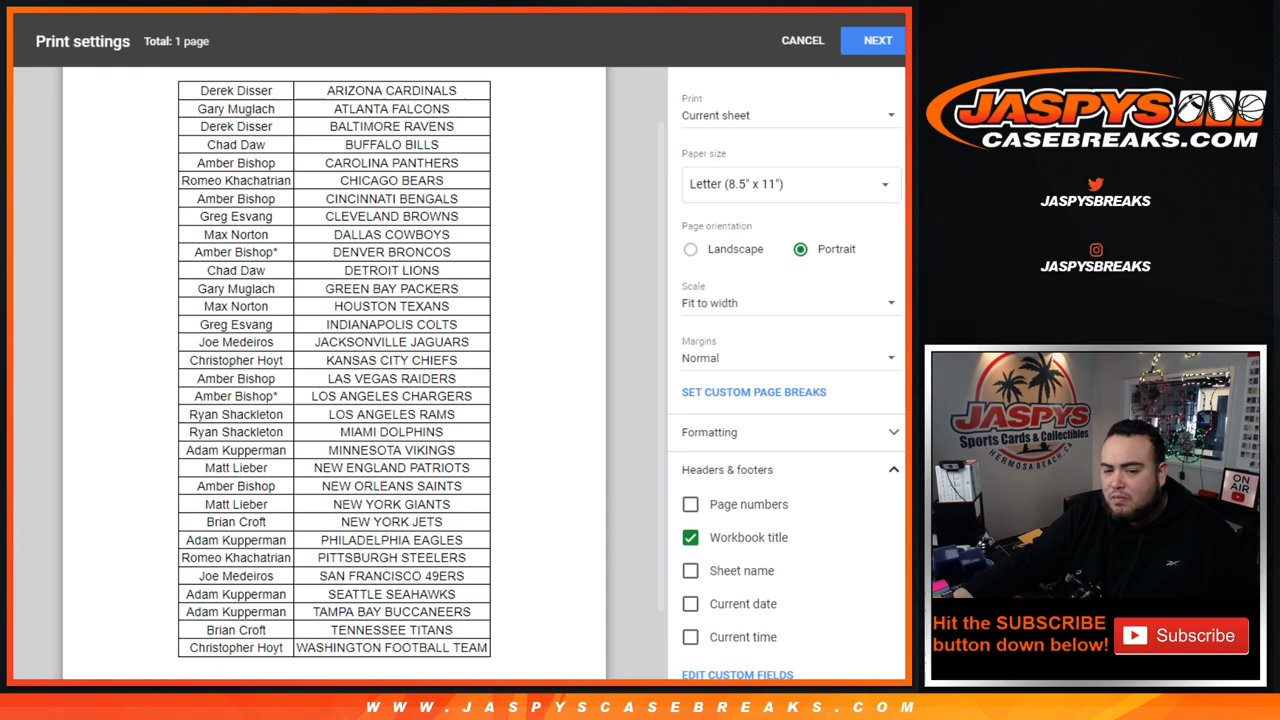 Print settings Total: 1 page CANCEL NEXT
Derek Disser ARIZONA CARDINALS
Gary Muglach ATLANTA FALCONS
Derek Disser BALTIMORE RAVENS
Chad Daw BUFFALO BILLS
Amber Bishop CAROLINA PANTHERS
Romeo Khachatrian CHICAGO BEARS
Amber Bishop CINCINNATI BENGALS
Greg Esvang CLEVELAND BROWNS
Max Norton DALLAS COWBOYS
Amber Bishop* DENVER BRONCOS
Chad Daw DETROIT LIONS
Gary Muglach GREEN BAY PACKERS
Max Norton HOUSTON TEXANS
Greg Esvang INDIANAPOLIS COLTS
Joe Medeiros JACKSONVILLE JAGUARS
Christopher Hoyt KANSAS CITY CHIEFS
Amber Bishop LAS VEGAS RAIDERS
Amber Bishop* LOS ANGELES CHARGERS
Ryan Shackleton LOS ANGELES RAMS
Ryan Shackleton MIAMI DOLPHINS
Adam Kupperman MINNESOTA VIKINGS
Matt Lieber NEW ENGLAND PATRIOTS
Amber Bishop NEW ORLEANS SAINTS
Matt Lieber NEW YORK GIANTS
Brian Croft NEW YORK JETS
Adam Kupperman PHILADELPHIA EAGLES
Romeo Khachatrian PITTSBURGH STEELERS
Joe Medeiros SAN FRANCISCO 49ERS
Adam Kupperman SEATTLE SEAHAWKS
Adam Kupperman TAMPA BAY BUCCANEERS
Brian Croft TENNESSEE TITANS
Christopher Hoyt WASHINGTON FOOTBALL TEAM
Print
Current sheet
Paper size
Letter (8.5" x 11")
Page orientation
Landscape Portrait
Scale
Fit to width
Margins
Normal
SET CUSTOM PAGE BREAKS
Formatting
Headers & footers
Page numbers
Workbook title
Sheet name
Current date
Current time
EDIT CUSTOM FIELDS
JASPYS
CASEBREAKS.COM
JASPYSBREAKS
JASPYSBREAKS
JASPYS
Sports Cards & Collectibles
HERMOSA BEACH, CA
ON
AIR
Hit the SUBSCRIBE
button down below!
Subscribe
WWW.JASPYSCASEBREAKS.COM